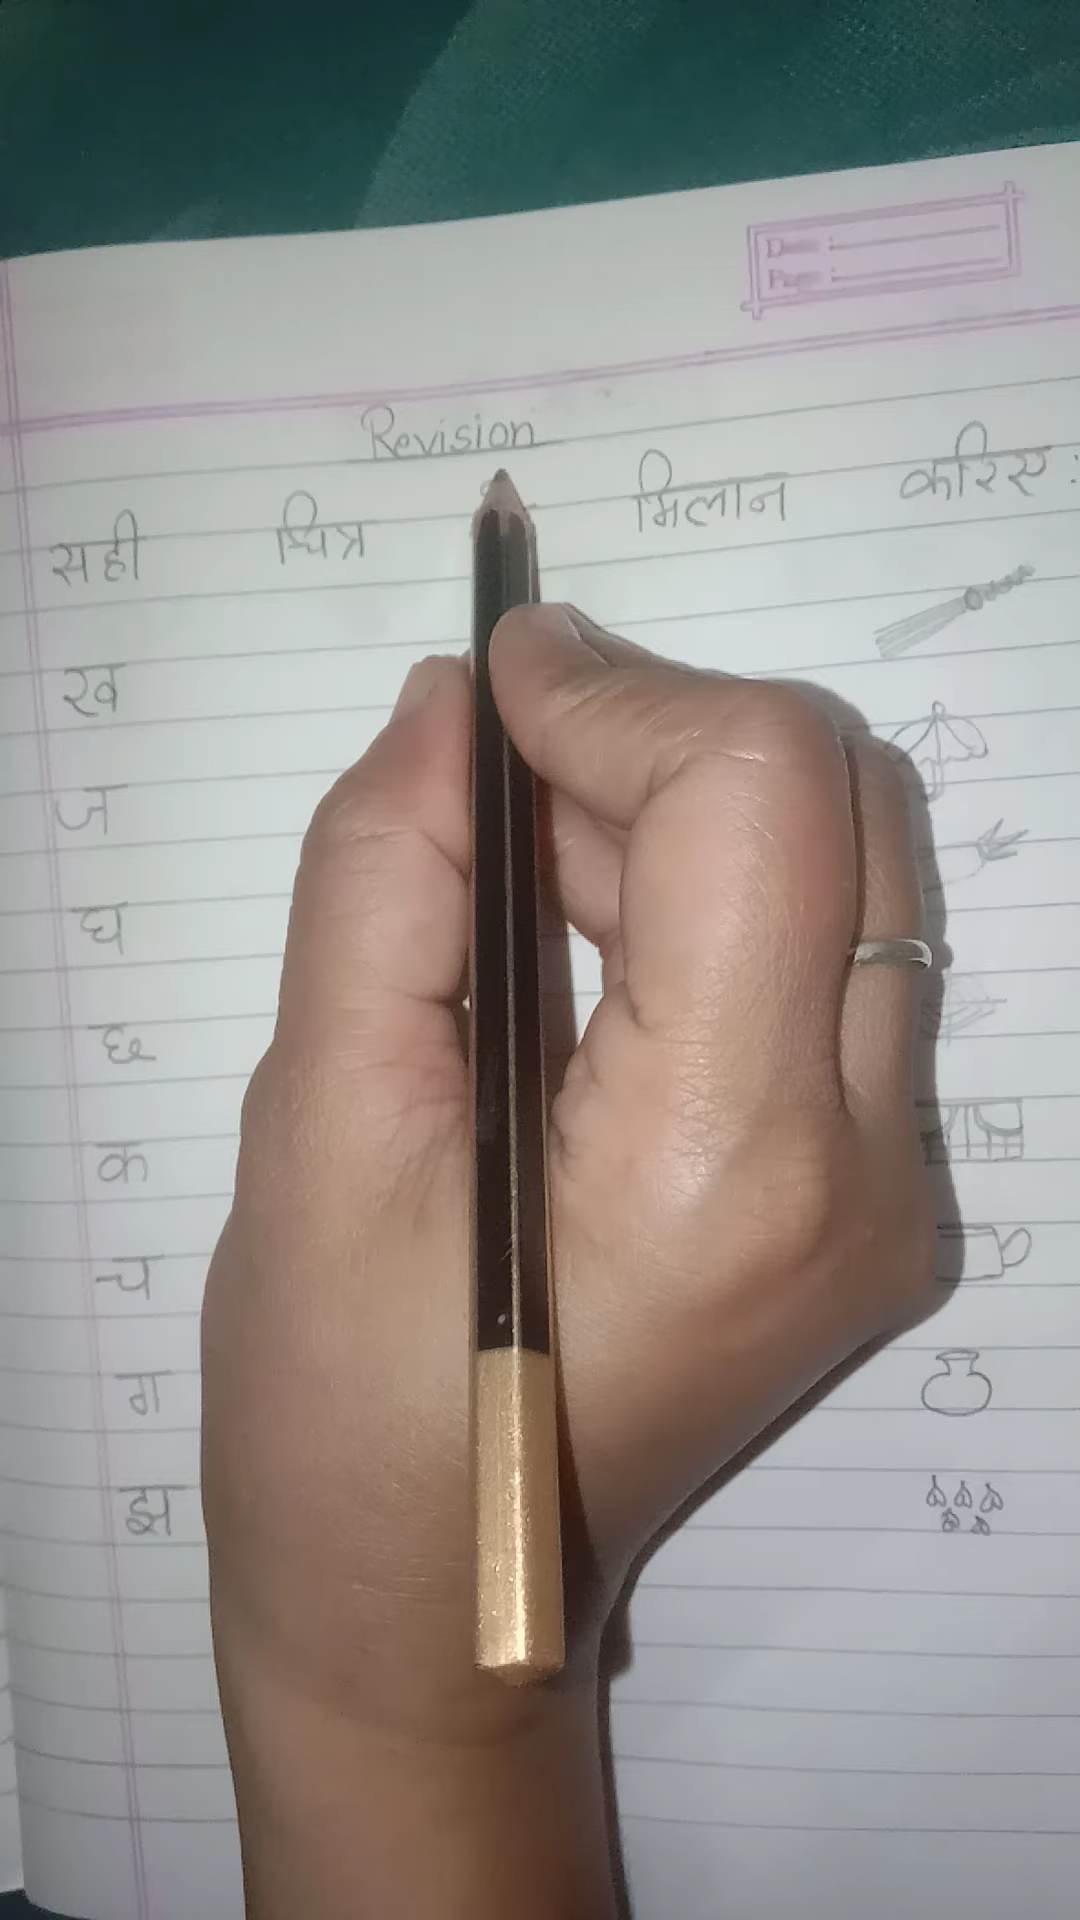 Date :
Page :
Revision
सही चित्र मिलान करिए :
ख
ज
घ
छ
क
च
ग
झ